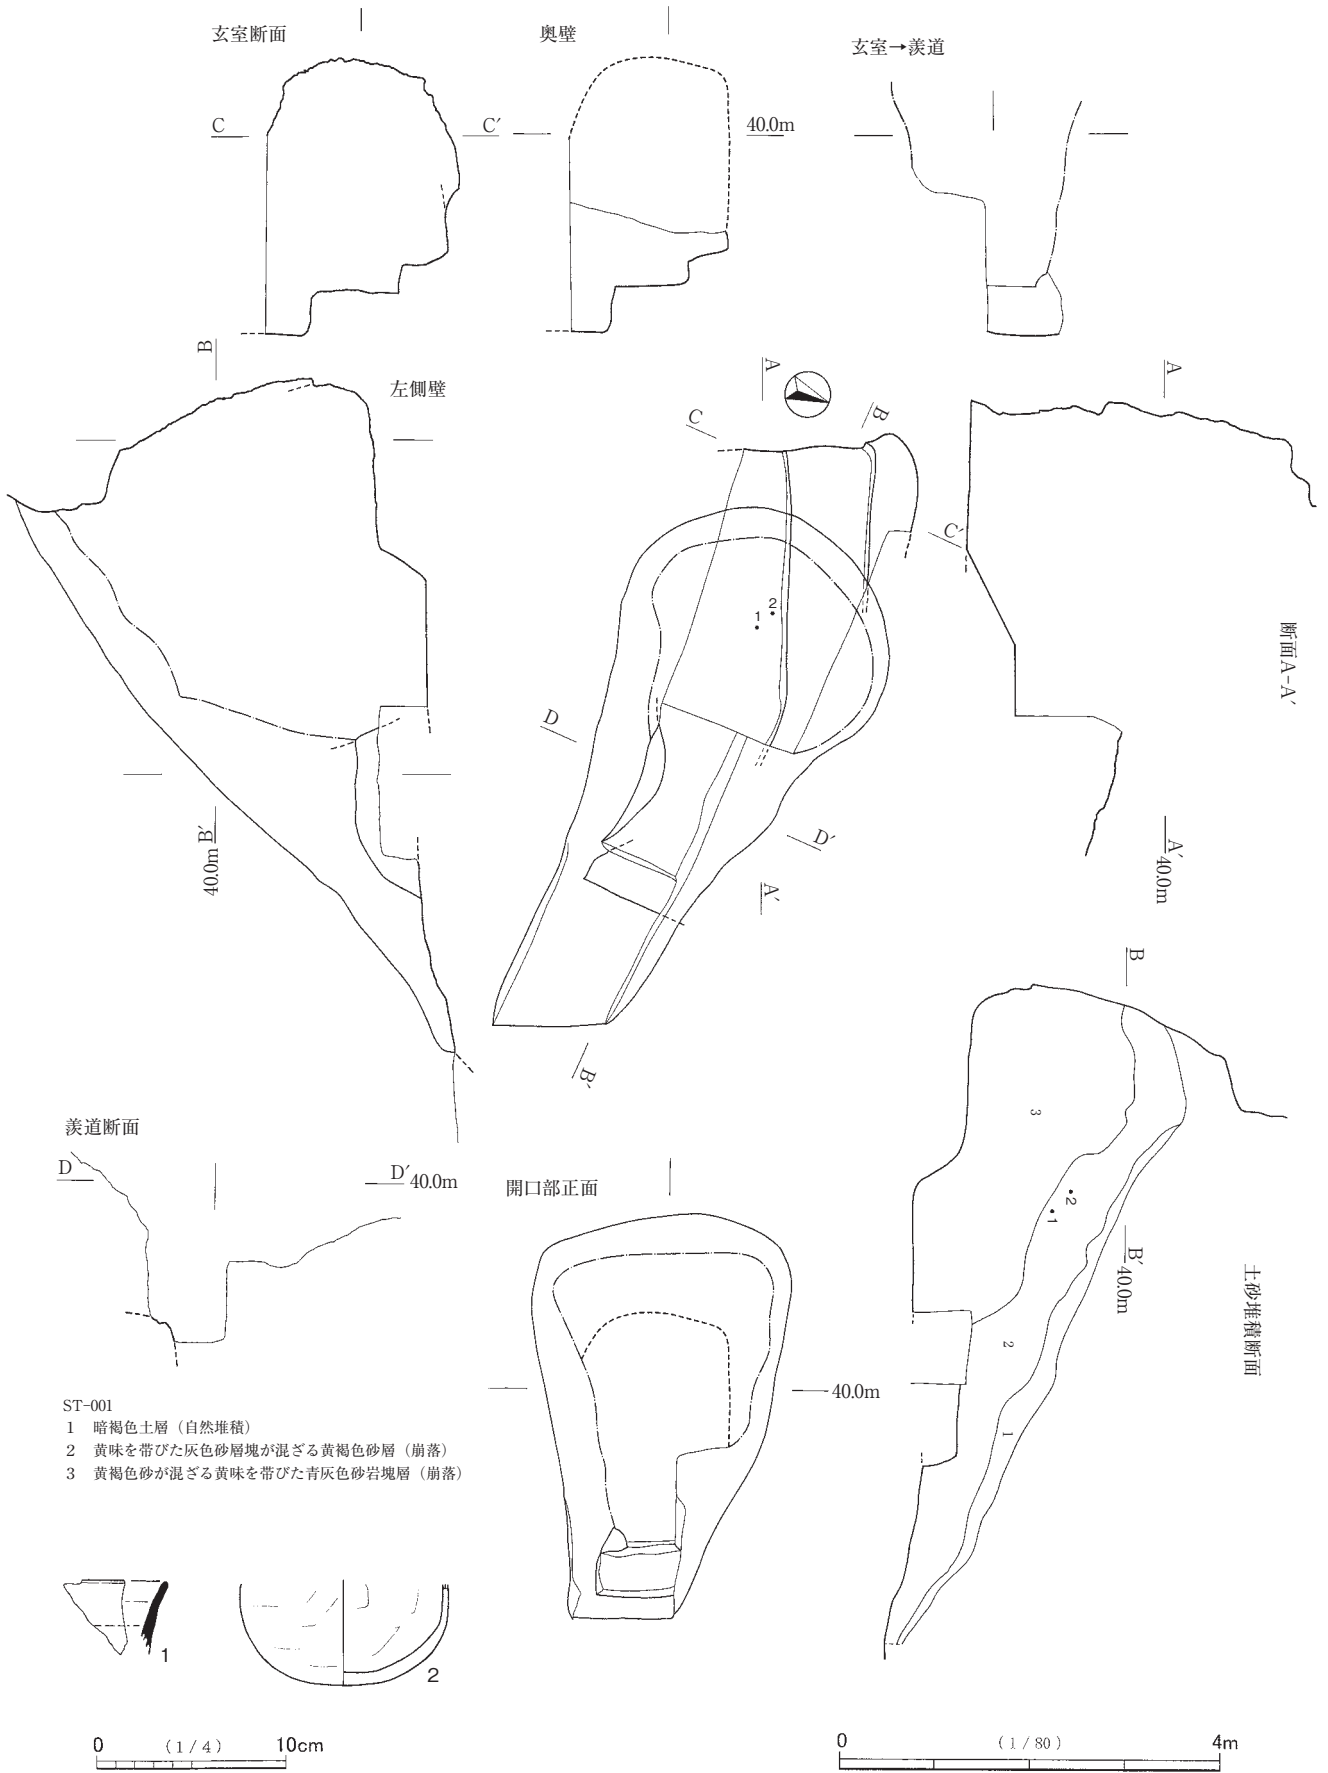 玄室断面
奥壁
玄室→羨道
C
C′
40.0m
B
左側壁
A
B
C
A
C′
2
1
断面A-A′
D
D′
A′
B′
40.0m
A′
40.0m
B
B′
3
2
1
羨道断面
D
D′ 40.0m
開口部正面
B′
40.0m
土砂堆積断面
2
40.0m
1
ST-001
1 暗褐色土層（自然堆積）
2 黄味を帯びた灰色砂層塊が混ざる黄褐色砂層（崩落）
3 黄褐色砂が混ざる黄味を帯びた青灰色砂岩塊層（崩落）
1
2
0 （1/4） 10cm
0 （1/80） 4m